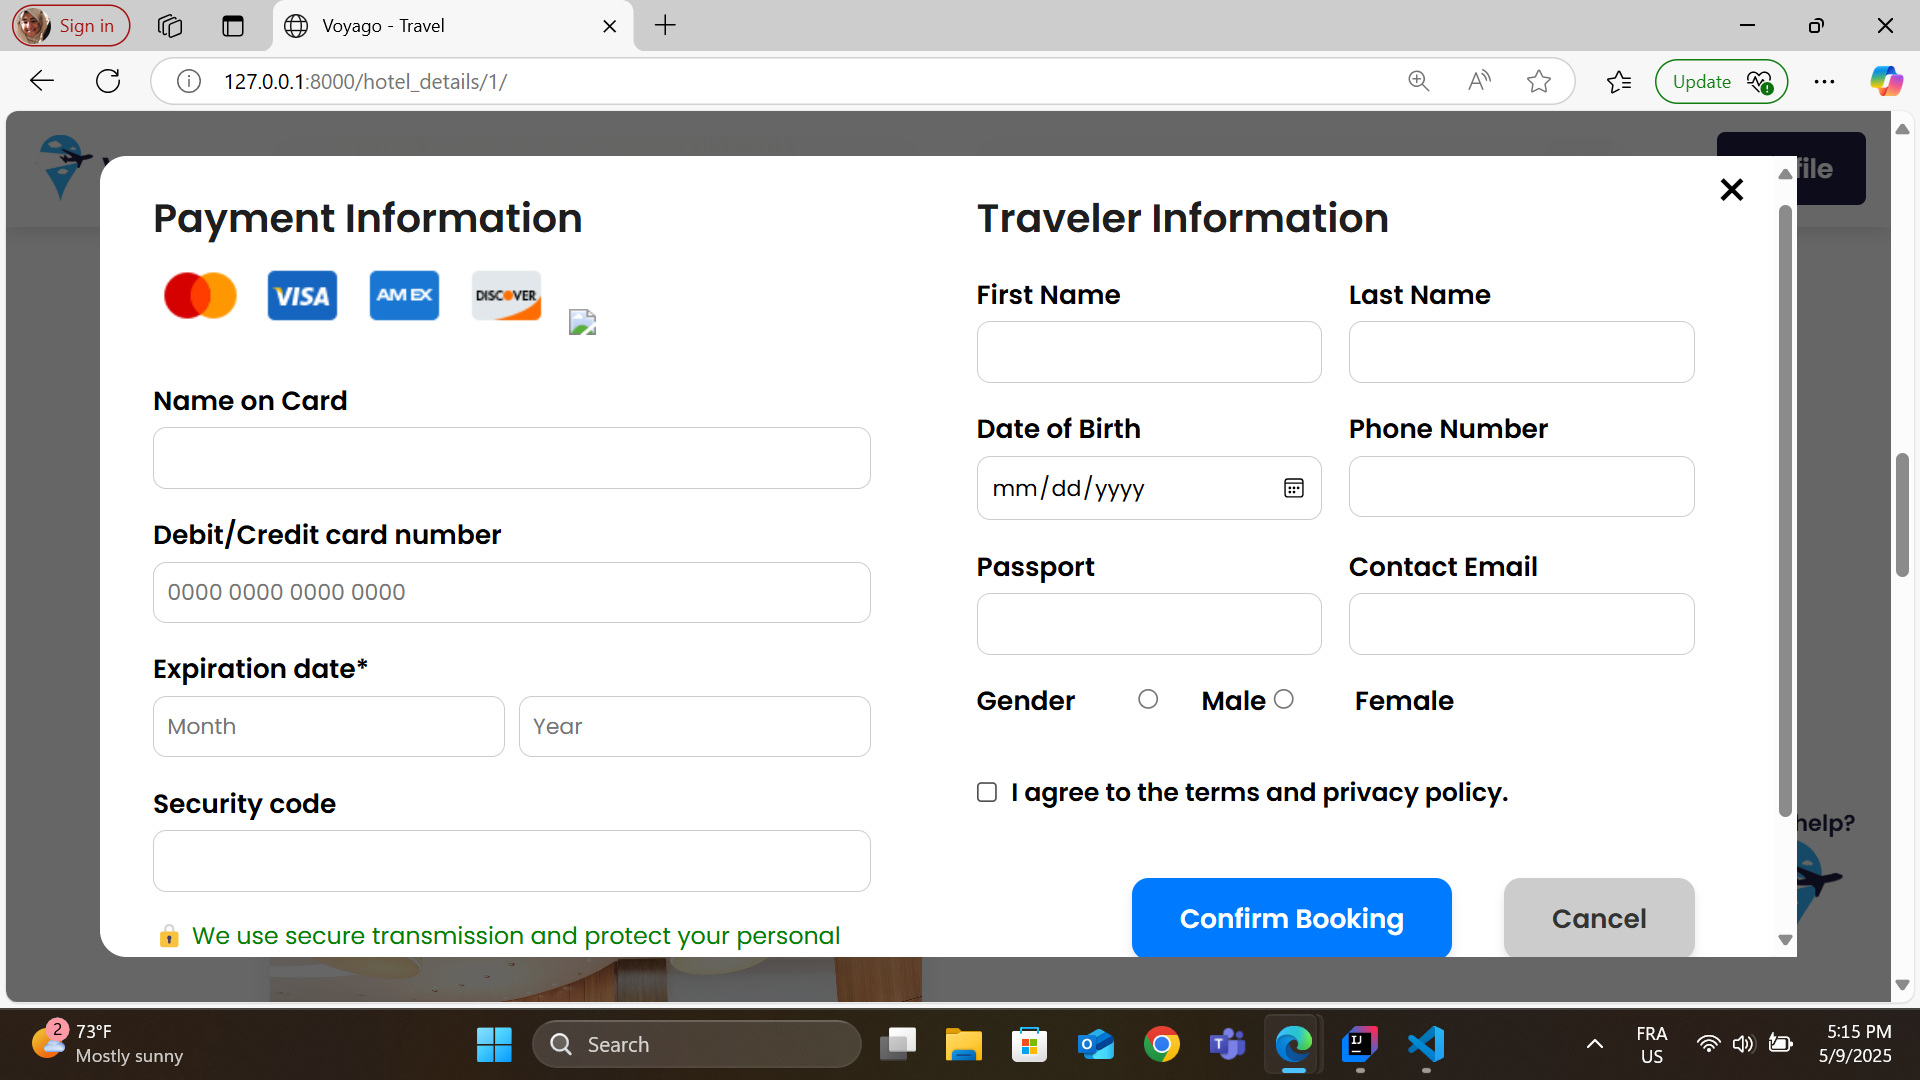 Sign in
Voyago - Travel
127.0.0.1:8000/hotel_details/1/
Update
Payment Information
VISA
AM EX
DISCOVER
Name on Card
Debit/Credit card number
0000 0000 0000 0000
Expiration date*
Month
Year
Security code
We use secure transmission and protect your personal
Traveler Information
First Name
Last Name
Date of Birth
Phone Number
mm/dd/yyyy
Passport
Contact Email
Gender
Male
Female
I agree to the terms and privacy policy.
Confirm Booking
Cancel
help?
2
73°F
Mostly sunny
Search
FRA
US
5:15 PM
5/9/2025